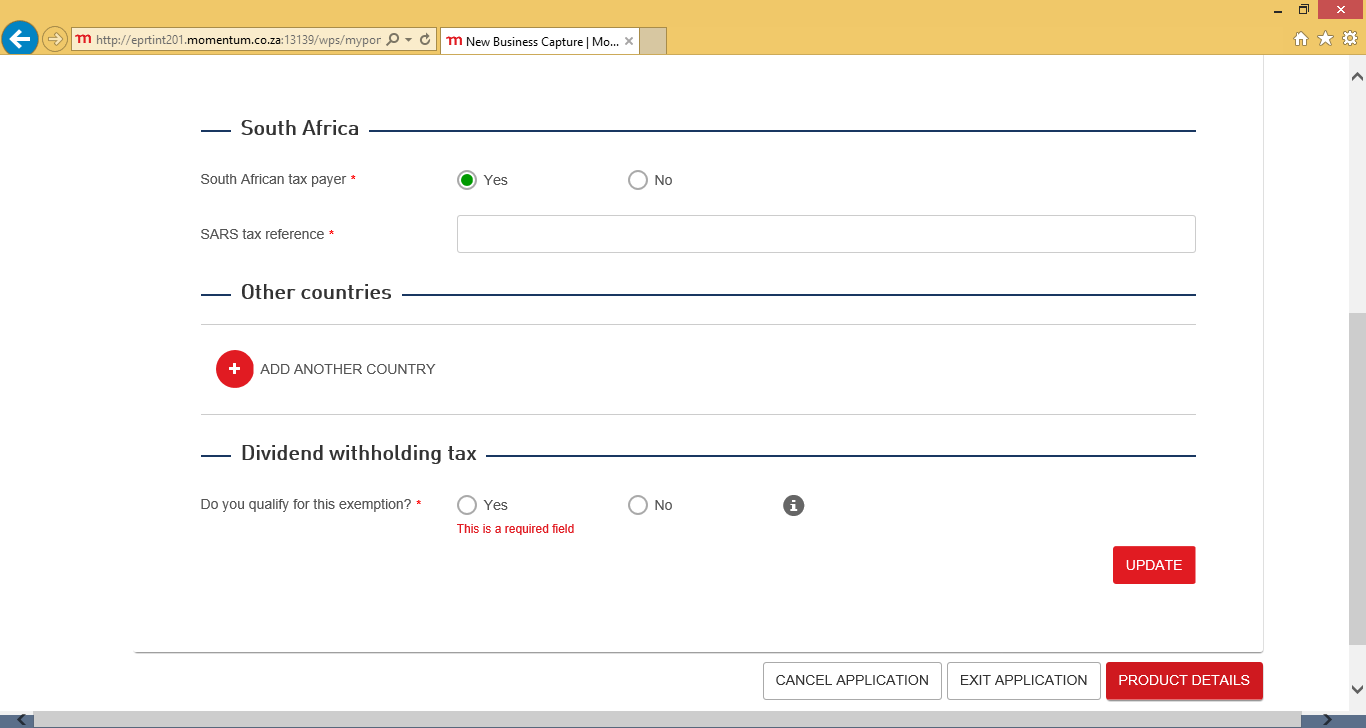 http://eprtint201.momentum.co.za:13139/wps/mypor
m New Business Capture | Mo...
South Africa
South African tax payer * Yes No
SARS tax reference *
Other countries
+ ADD ANOTHER COUNTRY
Dividend withholding tax
Do you qualify for this exemption? * Yes No i
This is a required field
UPDATE
CANCEL APPLICATION EXIT APPLICATION PRODUCT DETAILS